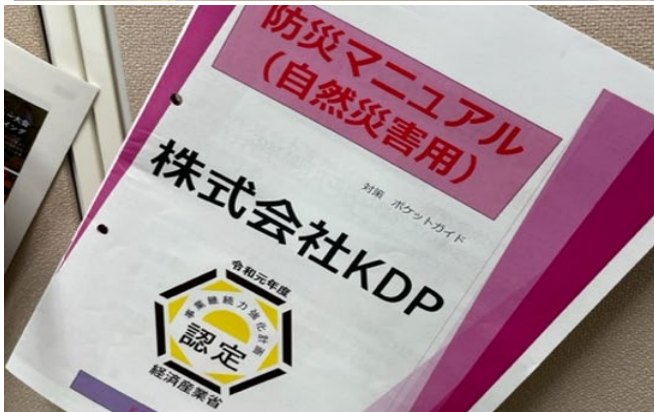 防災マニュアル
（自然災害用）
対策 ポケットガイド
株式会社KDP
令和元年度
事業継続力強化計画
認定
経済産業省